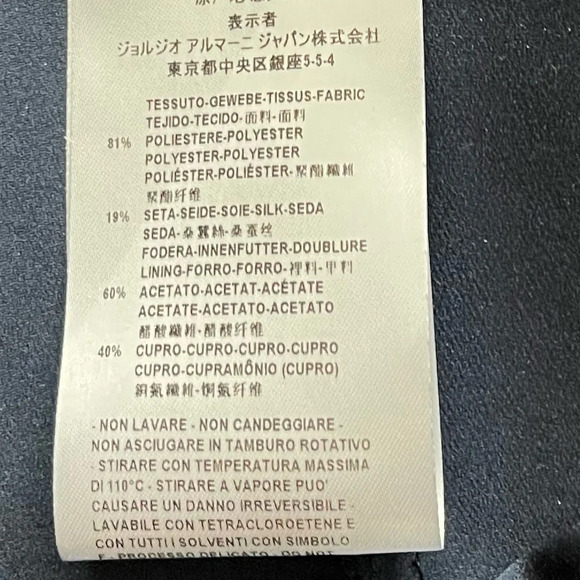 表示者
ジョルジオ アルマーニ ジャパン株式会社
東京都中央区銀座5-5-4
TESSUTO-GEWEBE-TISSUS-FABRIC
TEJIDO-TECIDO-面料-面料
81% POLIESTERE-POLYESTER
POLYESTER-POLYESTER
POLIÉSTER-POLIÉSTER-聚酯纖維
聚酯纤维
19% SETA-SEIDE-SOIE-SILK-SEDA
SEDA-桑蠶絲-桑蚕丝
FODERA-INNENFUTTER-DOUBLURE
LINING-FORRO-FORRO-裡料-里料
60% ACETATO-ACETAT-ACÉTATE
ACETATE-ACETATO-ACETATO
醋酸纖維-醋酸纤维
40% CUPRO-CUPRO-CUPRO-CUPRO
CUPRO-CUPRAMÔNIO (CUPRO)
銅氨纖維-铜氨纤维
- NON LAVARE - NON CANDEGGIARE -
NON ASCIUGARE IN TAMBURO ROTATIVO
- STIRARE CON TEMPERATURA MASSIMA
DI 110°C - STIRARE A VAPORE PUO'
CAUSARE UN DANNO IRREVERSIBILE -
LAVABILE CON TETRACLOROETENE E
CON TUTTI I SOLVENTI CON SIMBOLO
F - PROCESSO DELICATO - DO NOT